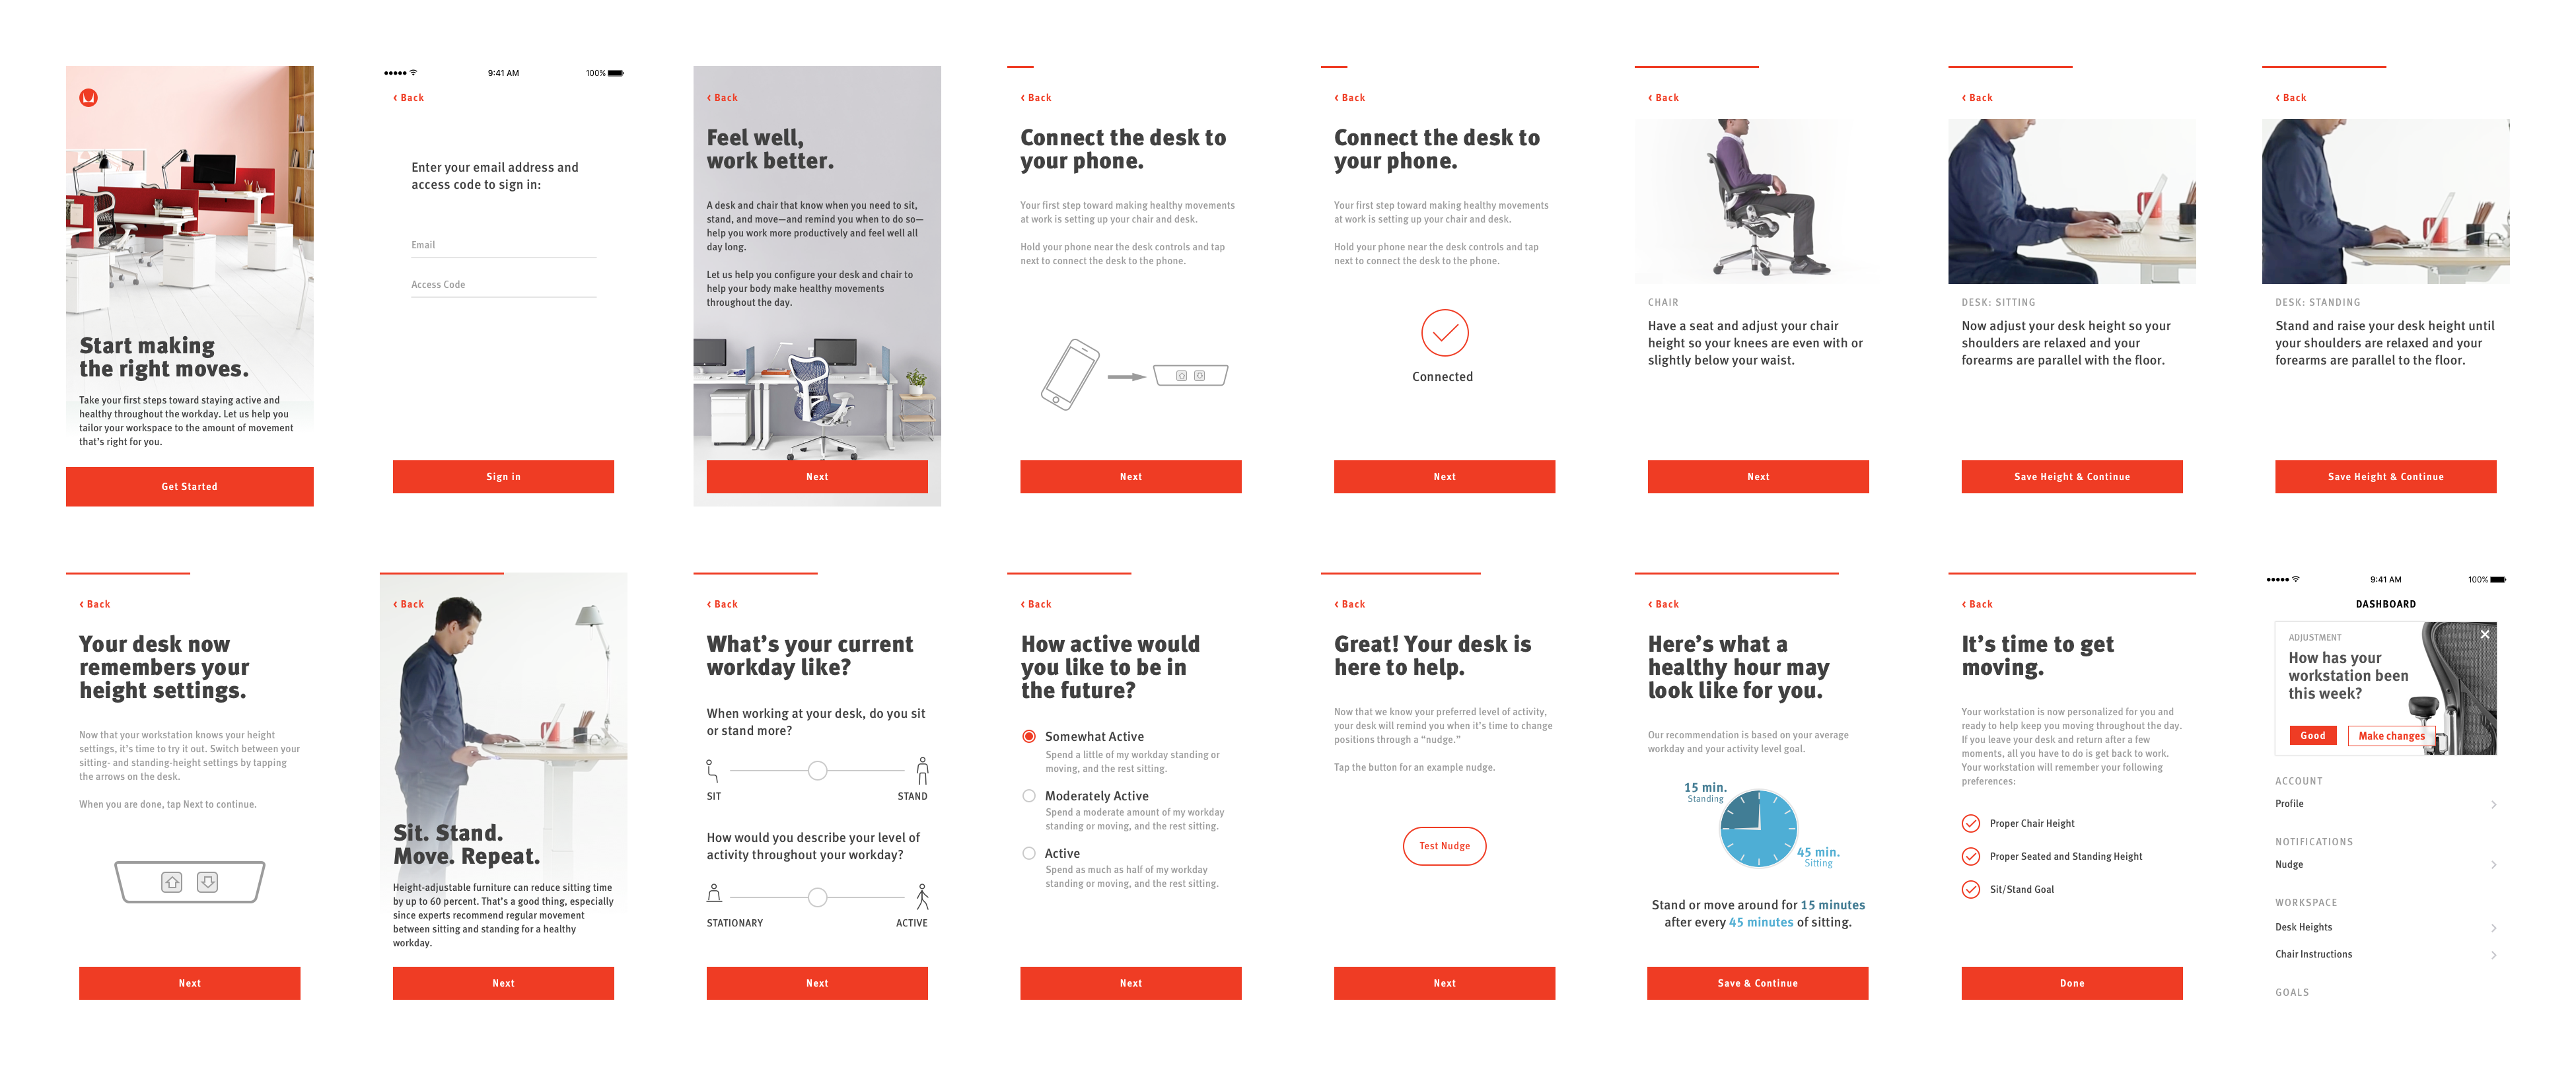 Start making
the right moves.
Take your first steps toward staying active and
healthy throughout the workday. Let us help you
tailor your workspace to the amount of movement
that's right for you.
Get Started
9:41 AM
100%
‹ Back
Enter your email address and
access code to sign in:
Email
Access Code
Sign in
‹ Back
Feel well,
work better.
A desk and chair that know when you need to sit,
stand, and move—and remind you when to do so—
help you work more productively and feel well all
day long.
Let us help you configure your desk and chair to
help your body make healthy movements
throughout the day.
Next
‹ Back
Connect the desk to
your phone.
Your first step toward making healthy movements
at work is setting up your chair and desk.
Hold your phone near the desk controls and tap
next to connect the desk to the phone.
Next
‹ Back
Connect the desk to
your phone.
Your first step toward making healthy movements
at work is setting up your chair and desk.
Hold your phone near the desk controls and tap
next to connect the desk to the phone.
Connected
Next
‹ Back
CHAIR
Have a seat and adjust your chair
height so your knees are even with or
slightly below your waist.
Next
‹ Back
DESK: SITTING
Now adjust your desk height so your
shoulders are relaxed and your
forearms are parallel with the floor.
Save Height & Continue
‹ Back
DESK: STANDING
Stand and raise your desk height until
your shoulders are relaxed and your
forearms are parallel to the floor.
Save Height & Continue
‹ Back
Your desk now
remembers your
height settings.
Now that your workstation knows your height
settings, it's time to try it out. Switch between your
sitting- and standing-height settings by tapping
the arrows on the desk.
When you are done, tap Next to continue.
Next
‹ Back
Sit. Stand.
Move. Repeat.
Height-adjustable furniture can reduce sitting time
by up to 60 percent. That's a good thing, especially
since experts recommend regular movement
between sitting and standing for a healthy
workday.
Next
‹ Back
What's your current
workday like?
When working at your desk, do you sit
or stand more?
SIT
STAND
How would you describe your level of
activity throughout your workday?
STATIONARY
ACTIVE
Next
‹ Back
How active would
you like to be in
the future?
Somewhat Active
Spend a little of my workday standing or
moving, and the rest sitting.
Moderately Active
Spend a moderate amount of my workday
standing or moving, and the rest sitting.
Active
Spend as much as half of my workday
standing or moving, and the rest sitting.
Next
‹ Back
Great! Your desk is
here to help.
Now that we know your preferred level of activity,
your desk will remind you when it's time to change
positions through a “nudge.”
Tap the button for an example nudge.
Test Nudge
Next
‹ Back
Here's what a
healthy hour may
look like for you.
Our recommendation is based on your average
workday and your activity level goal.
15 min.
Standing
45 min.
Sitting
Stand or move around for 15 minutes
after every 45 minutes of sitting.
Save & Continue
‹ Back
It's time to get
moving.
Your workstation is now personalized for you and
ready to help keep you moving throughout the day.
If you leave your desk and return after a few
moments, all you have to do is get back to work.
Your workstation will remember your following
preferences:
Proper Chair Height
Proper Seated and Standing Height
Sit/Stand Goal
Done
9:41 AM
100%
DASHBOARD
ADJUSTMENT
How has your
workstation been
this week?
Good
Make changes
ACCOUNT
Profile
NOTIFICATIONS
Nudge
WORKSPACE
Desk Heights
Chair Instructions
GOALS